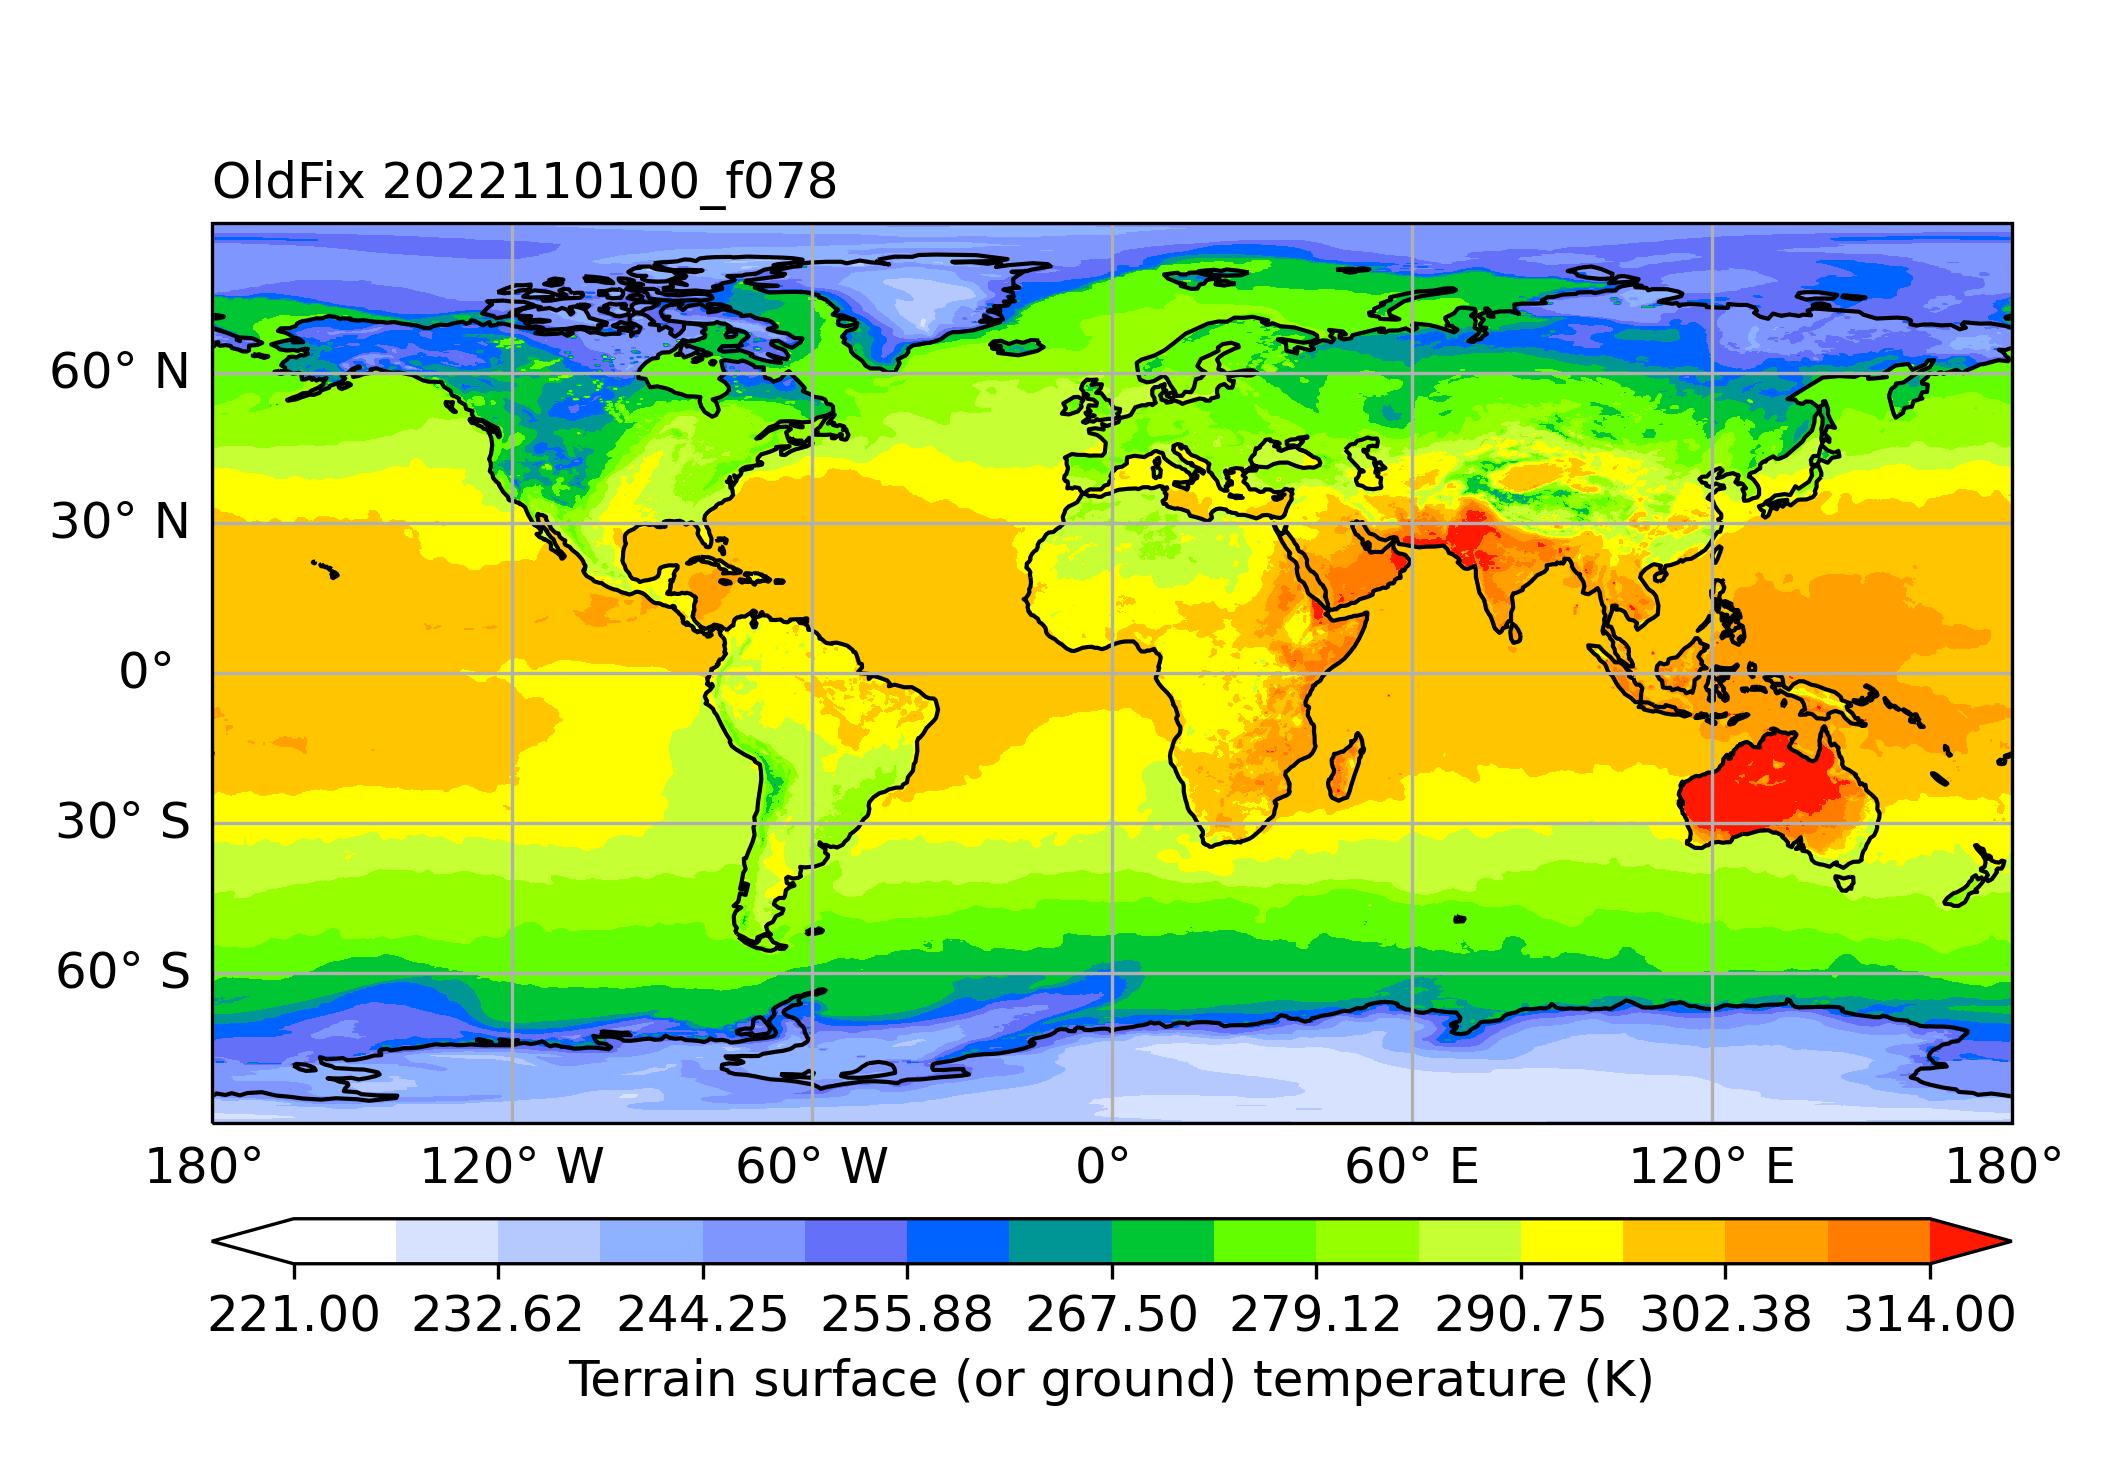 OldFix 2022110100_f078
60° N
30° N
0°
30° S
60° S
180° 120° W 60° W 0° 60° E 120° E 180°
221.00 232.62 244.25 255.88 267.50 279.12 290.75 302.38 314.00
Terrain surface (or ground) temperature (K)